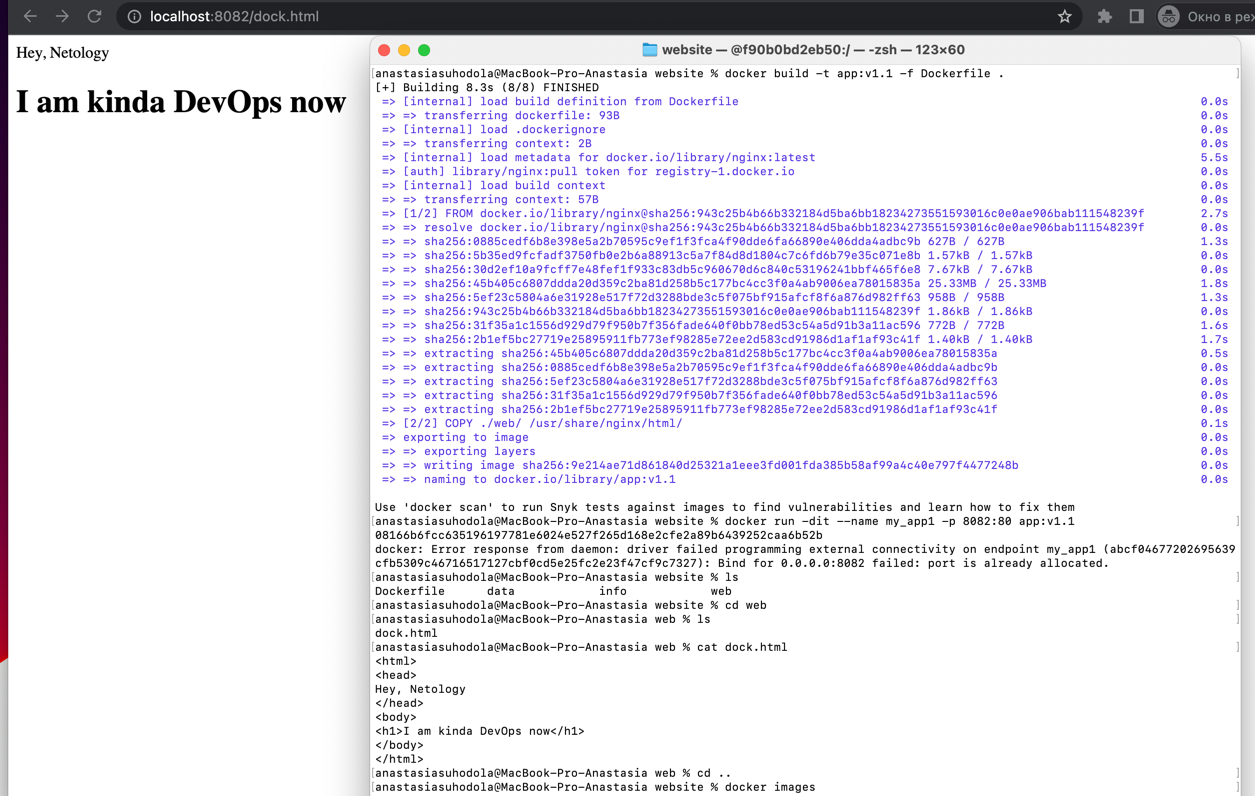 localhost:8082/dock.html
Окно в реж
Hey, Netology
I am kinda DevOps now
website — @f90b0bd2eb50:/ — -zsh — 123×60
[anastasiasuhodola@MacBook-Pro-Anastasia website % docker build -t app:v1.1 -f Dockerfile . ]
[+] Building 8.3s (8/8) FINISHED
=> [internal] load build definition from Dockerfile 0.0s
=> => transferring dockerfile: 93B 0.0s
=> [internal] load .dockerignore 0.0s
=> => transferring context: 2B 0.0s
=> [internal] load metadata for docker.io/library/nginx:latest 5.5s
=> [auth] library/nginx:pull token for registry-1.docker.io 0.0s
=> [internal] load build context 0.0s
=> => transferring context: 57B 0.0s
=> [1/2] FROM docker.io/library/nginx@sha256:943c25b4b66b332184d5ba6bb18234273551593016c0e0ae906bab111548239f 2.7s
=> => resolve docker.io/library/nginx@sha256:943c25b4b66b332184d5ba6bb18234273551593016c0e0ae906bab111548239f 0.0s
=> => sha256:0885cedf6b8e398e5a2b70595c9ef1f3fca4f90dde6fa66890e406dda4adbc9b 627B / 627B 1.3s
=> => sha256:5b35ed9fcfadf3750fb0e2b6a88913c5a7f84d8d1804c7c6fd6b79e35c071e8b 1.57kB / 1.57kB 0.0s
=> => sha256:30d2ef10a9fcff7e48fef1f933c83db5c960670d6c840c53196241bbf465f6e8 7.67kB / 7.67kB 0.0s
=> => sha256:45b405c6807ddda20d359c2ba81d258b5c177bc4cc3f0a4ab9006ea78015835a 25.33MB / 25.33MB 1.8s
=> => sha256:5ef23c5804a6e31928e517f72d3288bde3c5f075bf915afcf8f6a876d982ff63 958B / 958B 1.3s
=> => sha256:943c25b4b66b332184d5ba6bb18234273551593016c0e0ae906bab111548239f 1.86kB / 1.86kB 0.0s
=> => sha256:31f35a1c1556d929d79f950b7f356fade640f0bb78ed53c54a5d91b3a11ac596 772B / 772B 1.6s
=> => sha256:2b1ef5bc27719e25895911fb773ef98285e72ee2d583cd91986d1af1af93c41f 1.40kB / 1.40kB 1.7s
=> => extracting sha256:45b405c6807ddda20d359c2ba81d258b5c177bc4cc3f0a4ab9006ea78015835a 0.5s
=> => extracting sha256:0885cedf6b8e398e5a2b70595c9ef1f3fca4f90dde6fa66890e406dda4adbc9b 0.0s
=> => extracting sha256:5ef23c5804a6e31928e517f72d3288bde3c5f075bf915afcf8f6a876d982ff63 0.0s
=> => extracting sha256:31f35a1c1556d929d79f950b7f356fade640f0bb78ed53c54a5d91b3a11ac596 0.0s
=> => extracting sha256:2b1ef5bc27719e25895911fb773ef98285e72ee2d583cd91986d1af1af93c41f 0.0s
=> [2/2] COPY ./web/ /usr/share/nginx/html/ 0.1s
=> exporting to image 0.0s
=> => exporting layers 0.0s
=> => writing image sha256:9e214ae71d861840d25321a1eee3fd001fda385b58af99a4c40e797f4477248b 0.0s
=> => naming to docker.io/library/app:v1.1 0.0s
Use 'docker scan' to run Snyk tests against images to find vulnerabilities and learn how to fix them
[anastasiasuhodola@MacBook-Pro-Anastasia website % docker run -dit --name my_app1 -p 8082:80 app:v1.1 ]
08166b6fcc635196197781e6024e527f265d168e2cfe2a89b6439252caa6b52b
docker: Error response from daemon: driver failed programming external connectivity on endpoint my_app1 (abcf04677202695639
cfb5309c46716517127cbf0cd5e25fc2e23f47cf9c7327): Bind for 0.0.0.0:8082 failed: port is already allocated.
[anastasiasuhodola@MacBook-Pro-Anastasia website % ls ]
Dockerfile data info web
[anastasiasuhodola@MacBook-Pro-Anastasia website % cd web ]
[anastasiasuhodola@MacBook-Pro-Anastasia web % ls ]
dock.html
[anastasiasuhodola@MacBook-Pro-Anastasia web % cat dock.html ]
<html>
<head>
Hey, Netology
</head>
<body>
<h1>I am kinda DevOps now</h1>
</body>
</html>
[anastasiasuhodola@MacBook-Pro-Anastasia web % cd .. ]
[anastasiasuhodola@MacBook-Pro-Anastasia website % docker images ]